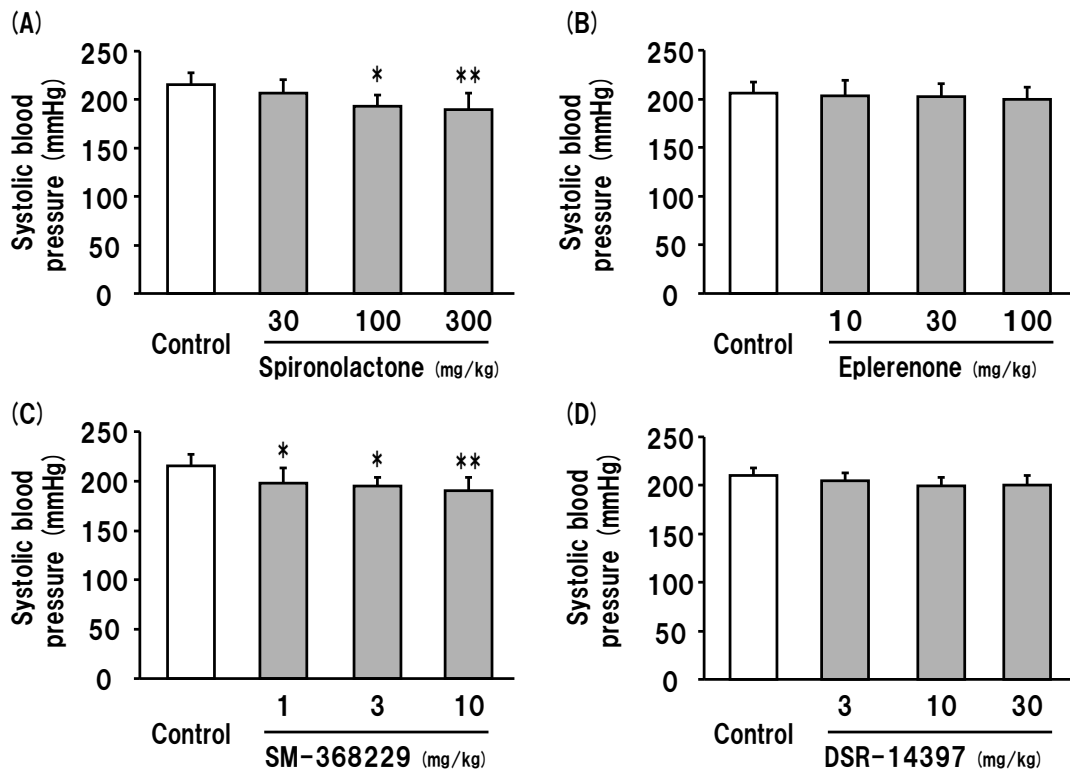 (A)
Systolic blood
pressure (mmHg)
250
200
150
100
50
0
*
**
Control
30 100 300
Spironolactone (mg/kg)
(B)
Systolic blood
pressure (mmHg)
250
200
150
100
50
0
Control
10 30 100
Eplerenone (mg/kg)
(C)
Systolic blood
pressure (mmHg)
250
200
150
100
50
0
*
*
**
Control
1 3 10
SM-368229 (mg/kg)
(D)
Systolic blood
pressure (mmHg)
250
200
150
100
50
0
Control
3 10 30
DSR-14397 (mg/kg)